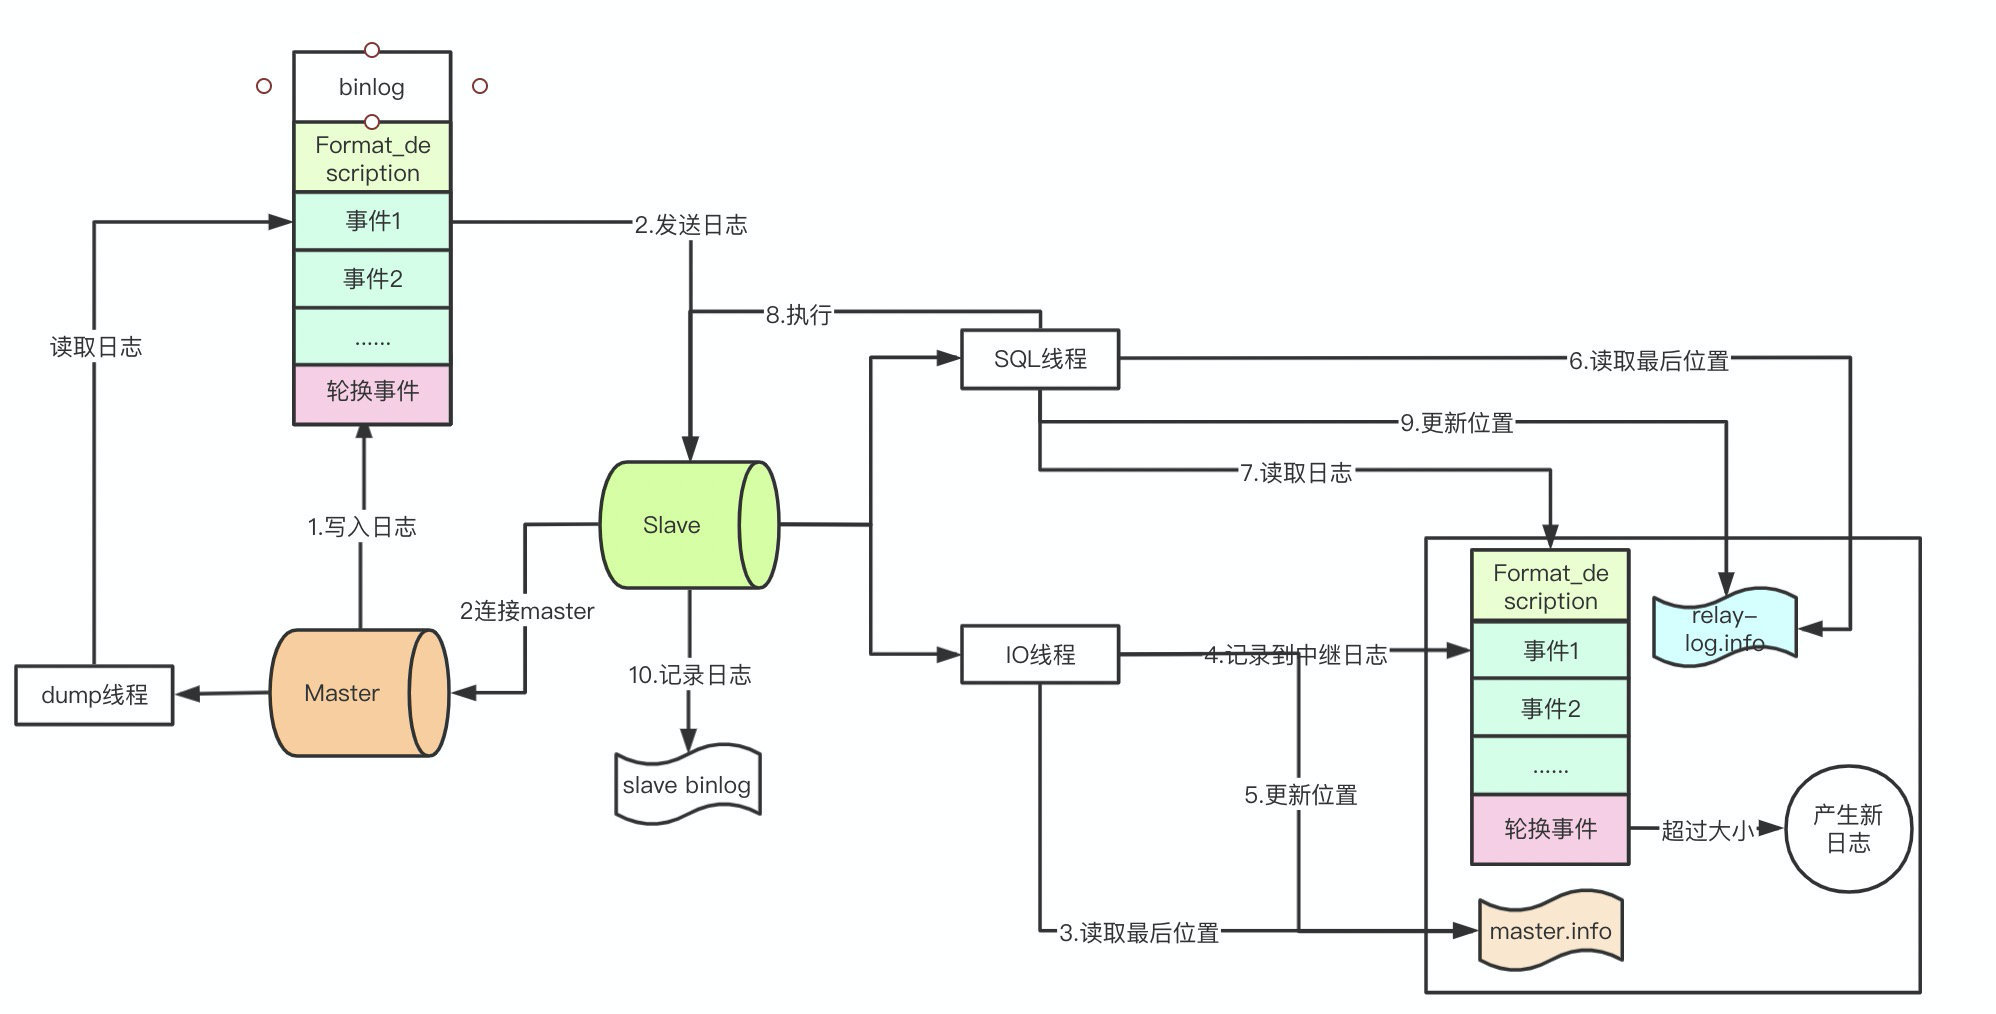 binlog
Format_de
scription
事件1
2.发送日志
事件2
8.执行
读取日志
......
SQL线程
6.读取最后位置
轮换事件
9.更新位置
7.读取日志
1.写入日志
Slave
Format_de
scription
2连接master
relay-
log.info
IO线程
4.记录到中继日志
事件1
10.记录日志
dump线程
Master
事件2
slave binlog
......
5.更新位置
轮换事件
超过大小
产生新
日志
3.读取最后位置
master.info